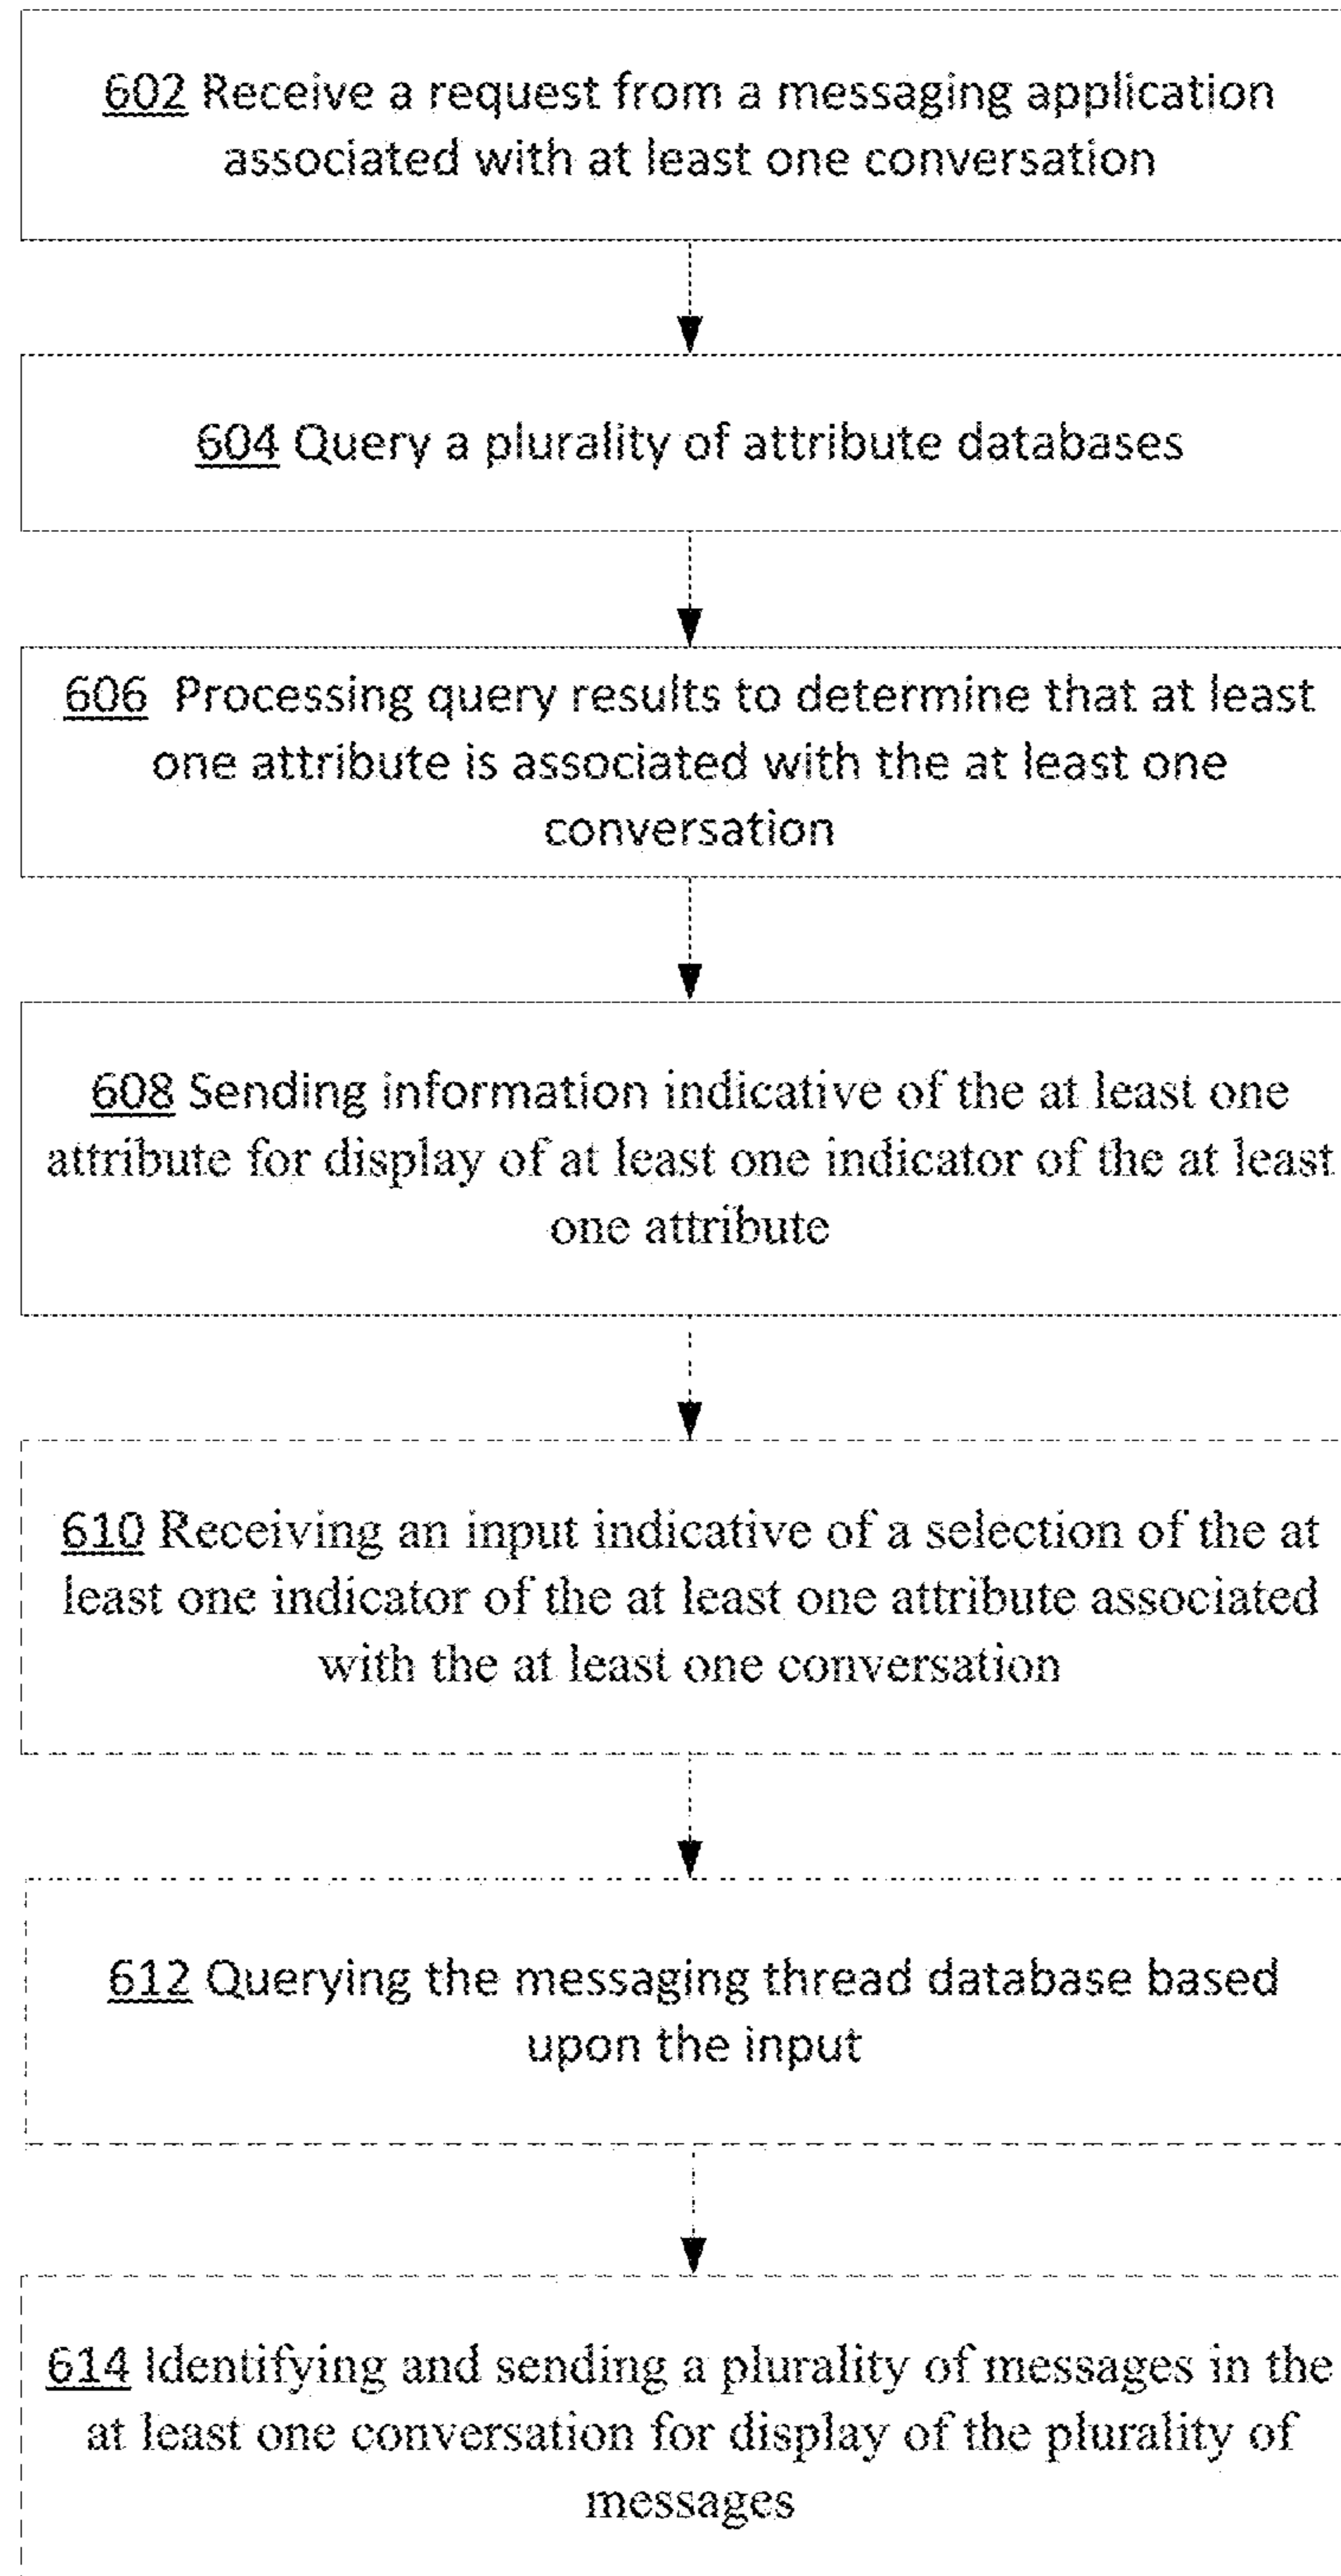 602 Receive a request from a messaging application
associated with at least one conversation
604 Query a plurality of attribute databases
606 Processing query results to determine that at least
one attribute is associated with the at least one
conversation
608 Sending information indicative of the at least one
attribute for display of at least one indicator of the at least
one attribute
610 Receiving an input indicative of a selection of the at
least one indicator of the at least one attribute associated
with the at least one conversation
612 Querying the messaging thread database based
upon the input
614 Identifying and sending a plurality of messages in the
at least one conversation for display of the plurality of
messages